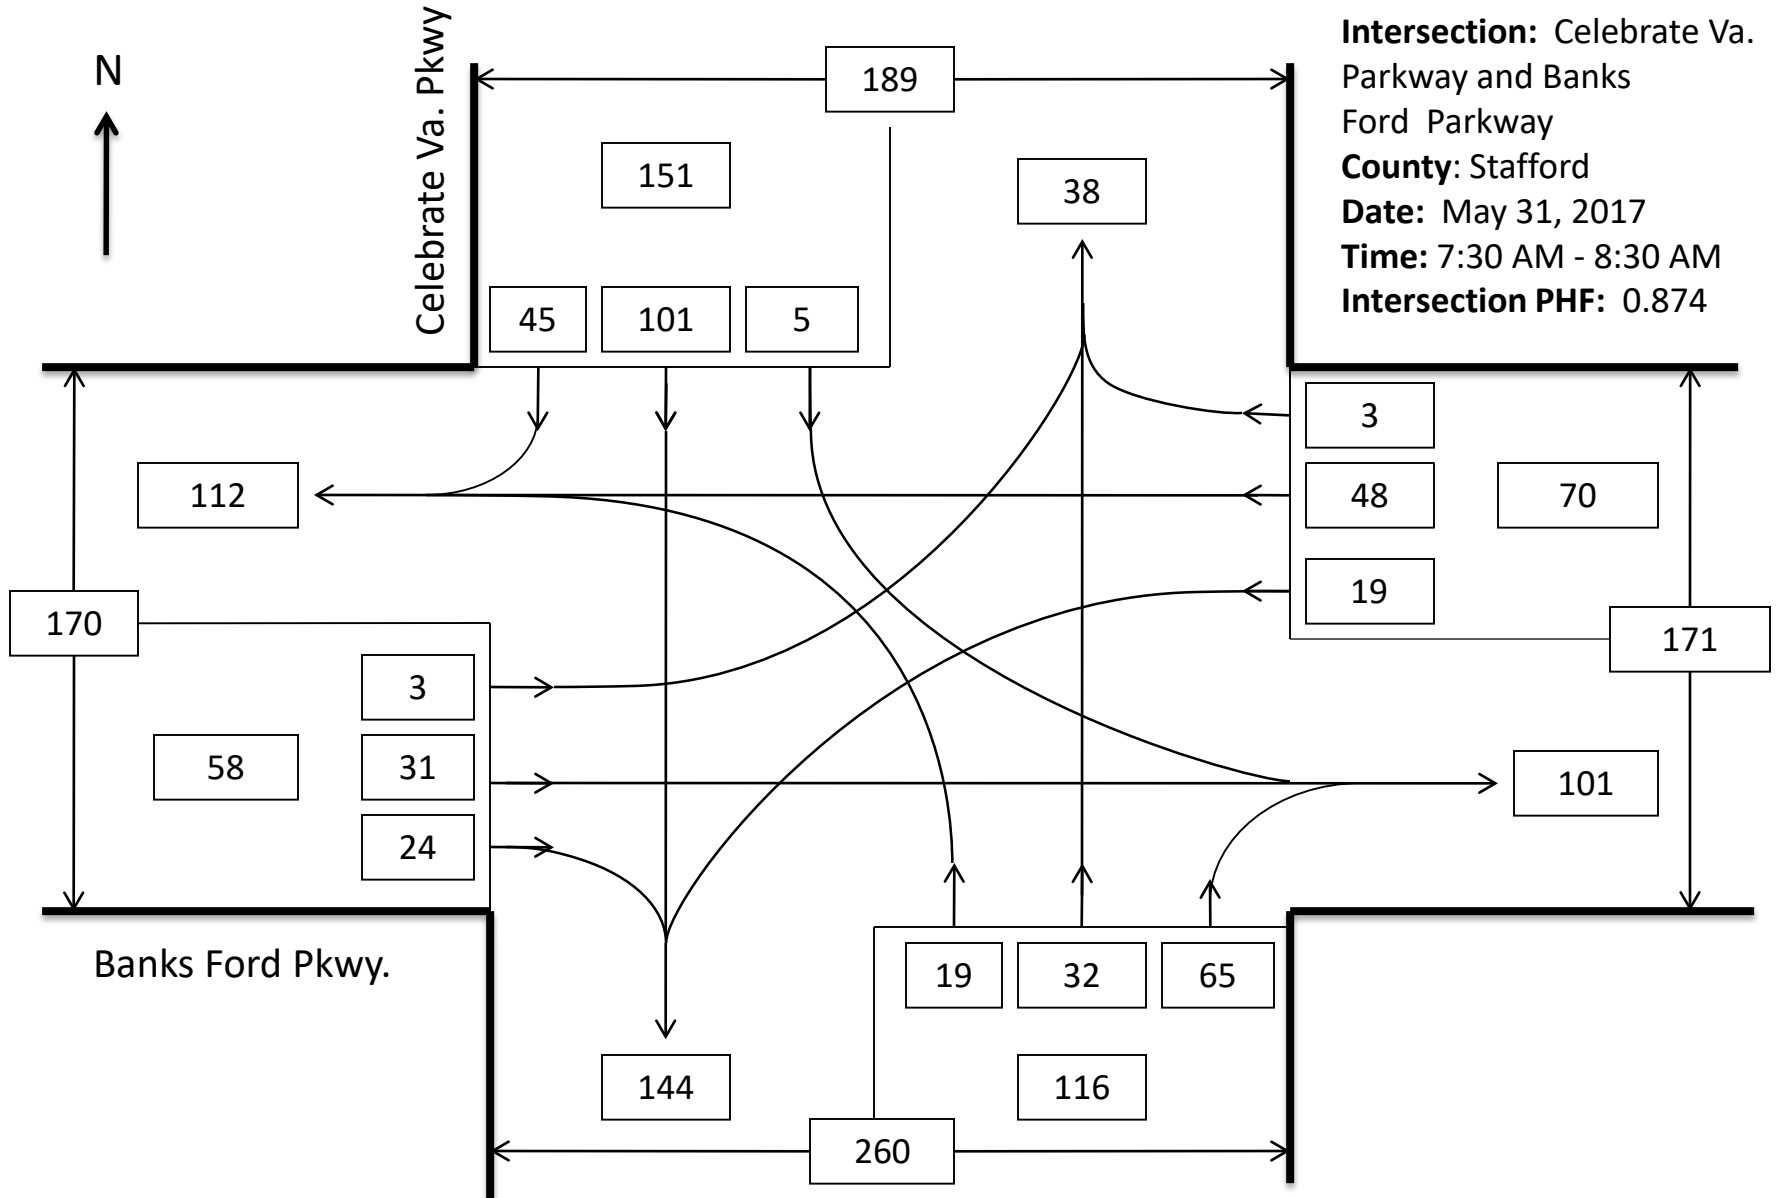 N
Celebrate Va. Pkwy
189
Intersection: Celebrate Va.
Parkway and Banks
Ford Parkway
County: Stafford
Date: May 31, 2017
Time: 7:30 AM - 8:30 AM
Intersection PHF: 0.874
151
38
45 101 5
3
112
48 70
19
170
171
3
58 31
101
24
Banks Ford Pkwy.
19 32 65
144 116
260